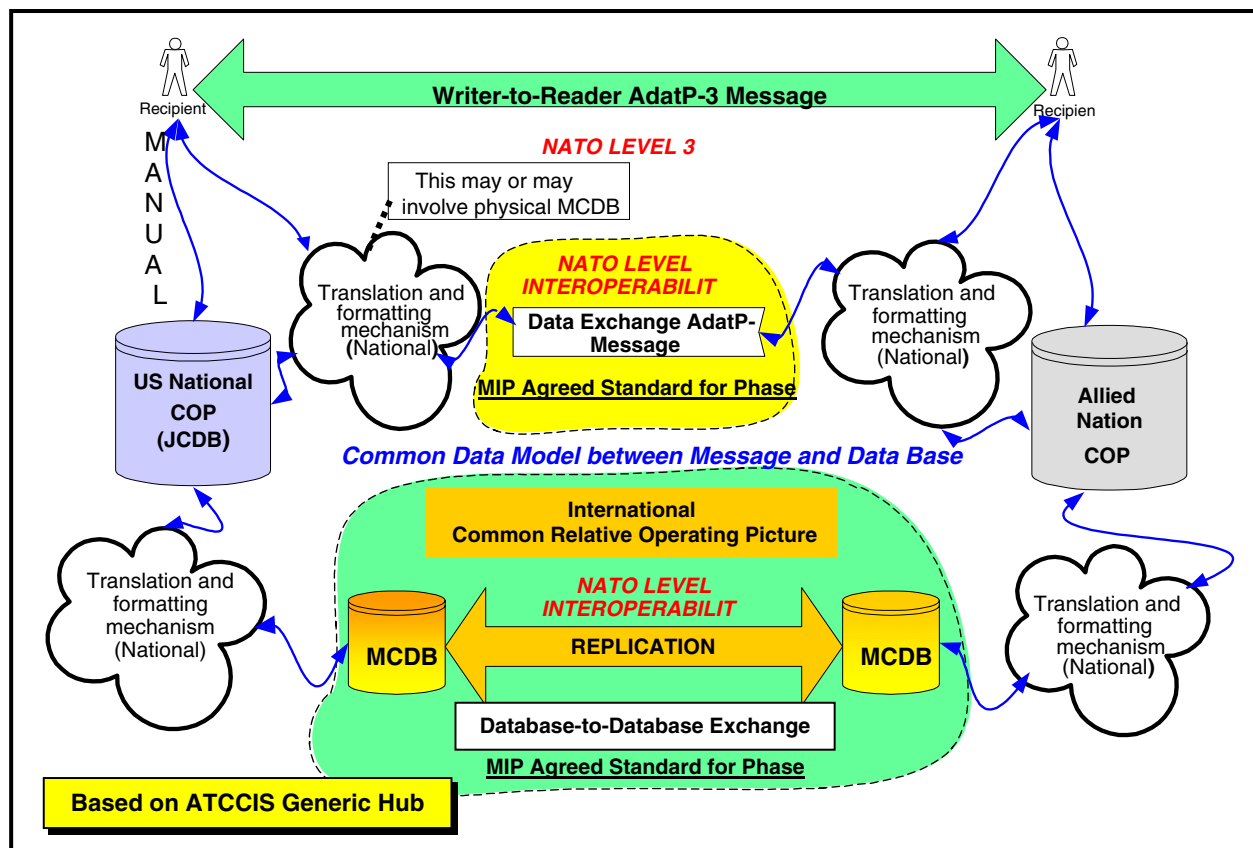 Writer-to-Reader AdatP-3 Message
Recipient
Recipien
MANUAL
NATO LEVEL 3
This may or may
involve physical MCDB
Translation and
formatting
mechanism
(National)
NATO LEVEL
INTEROPERABILIT
Data Exchange AdatP-
Message
MIP Agreed Standard for Phase
Translation and
formatting
mechanism
(National)
US National
COP
(JCDB)
Allied
Nation
COP
Common Data Model between Message and Data Base
International
Common Relative Operating Picture
Translation and
formatting
mechanism
(National)
NATO LEVEL
INTEROPERABILIT
MCDB
REPLICATION
MCDB
Translation and
formatting
mechanism
(National)
Database-to-Database Exchange
MIP Agreed Standard for Phase
Based on ATCCIS Generic Hub